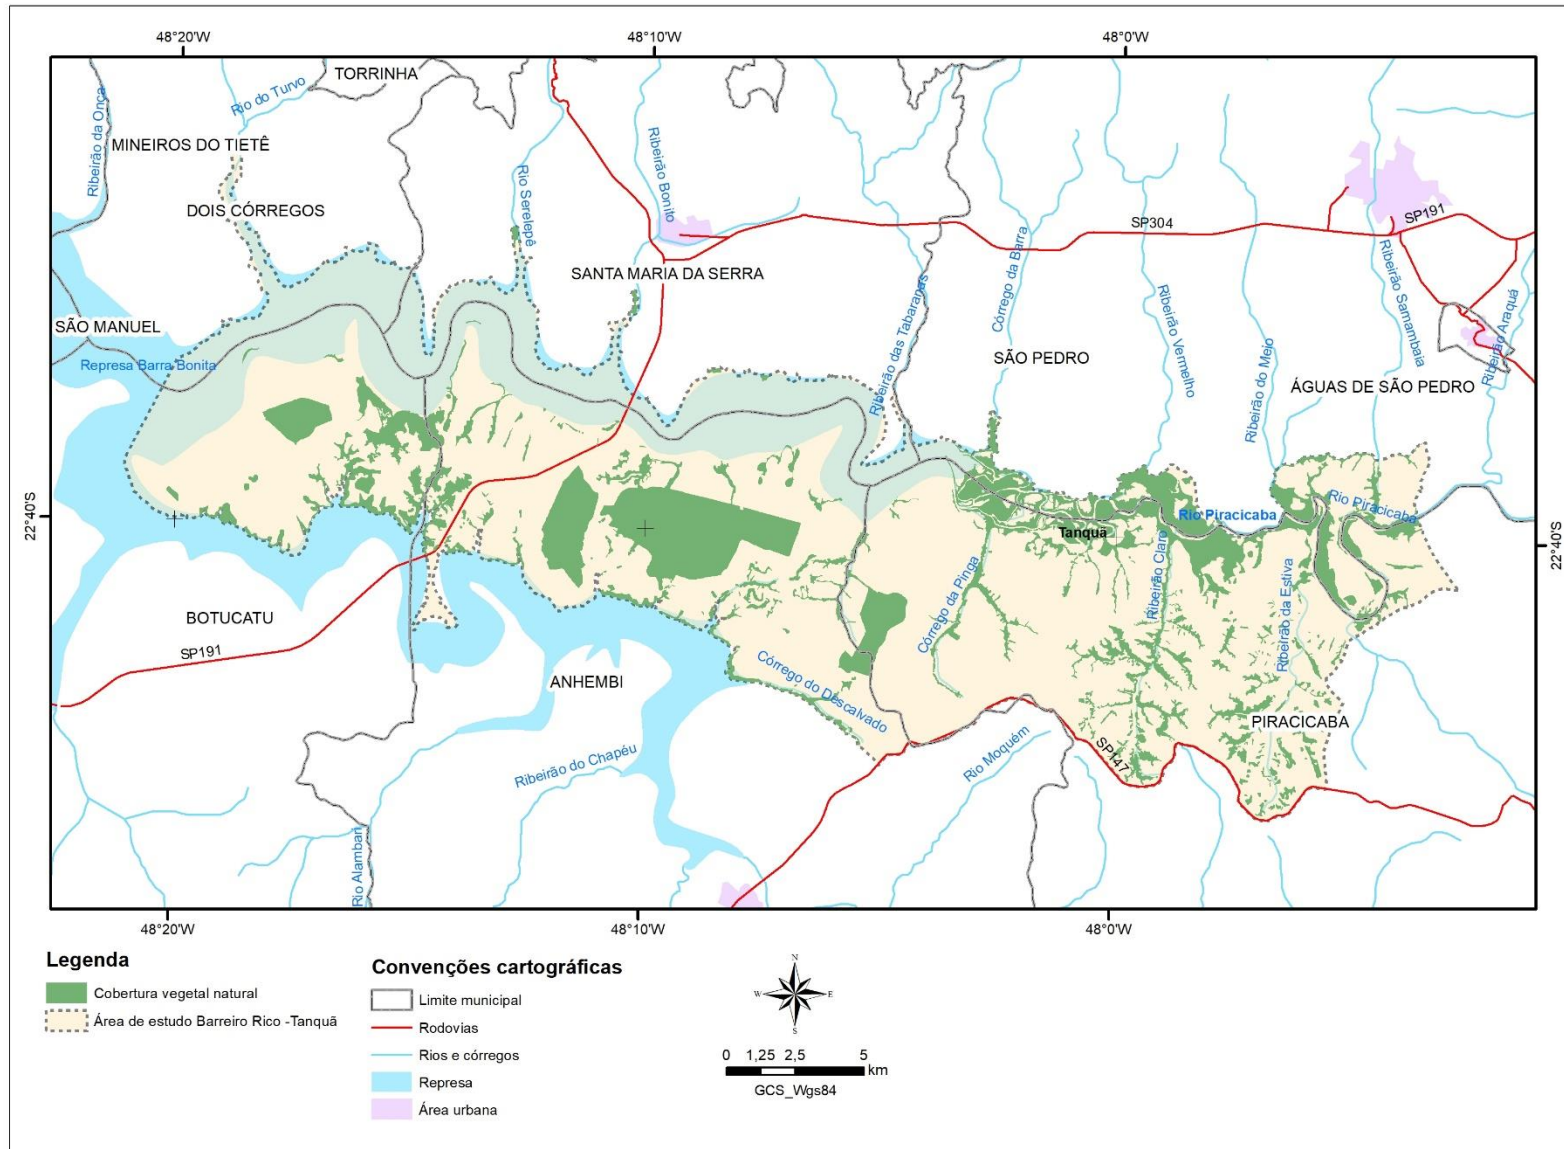 48°20'W
48°10'W
48°0'W
TORRINHA
Rio do Turvo
Ribeirão da Onça
MINEIROS DO TIETÊ
Rio Serelepê
Ribeirão Bonito
DOIS CÓRREGOS
SP304
SP191
Córrego da Barra
SANTA MARIA DA SERRA
Ribeirão das Tabaranas
Ribeirão Vermelho
Ribeirão Samambaia
Ribeirão Araquá
SÃO MANUEL
Represa Barra Bonita
SÃO PEDRO
Ribeirão do Meio
ÁGUAS DE SÃO PEDRO
22°40'S
Rio Piracicaba
Rio Piracicaba
Tanquã
22°40'S
Córrego da Pinga
Ribeirão Claro
Ribeirão da Estiva
BOTUCATU
SP191
ANHEMBI
Córrego do Descalvado
PIRACICABA
Ribeirão do Chapéu
Rio Moquém
SP147
Rio Alambari
48°20'W
48°10'W
48°0'W
Legenda
Cobertura vegetal natural
Área de estudo Barreiro Rico -Tanquã
Convenções cartográficas
Limite municipal
Rodovias
Rios e córregos
Represa
Área urbana
N
W
E
S
0 1,25 2,5 5
km
GCS_Wgs84